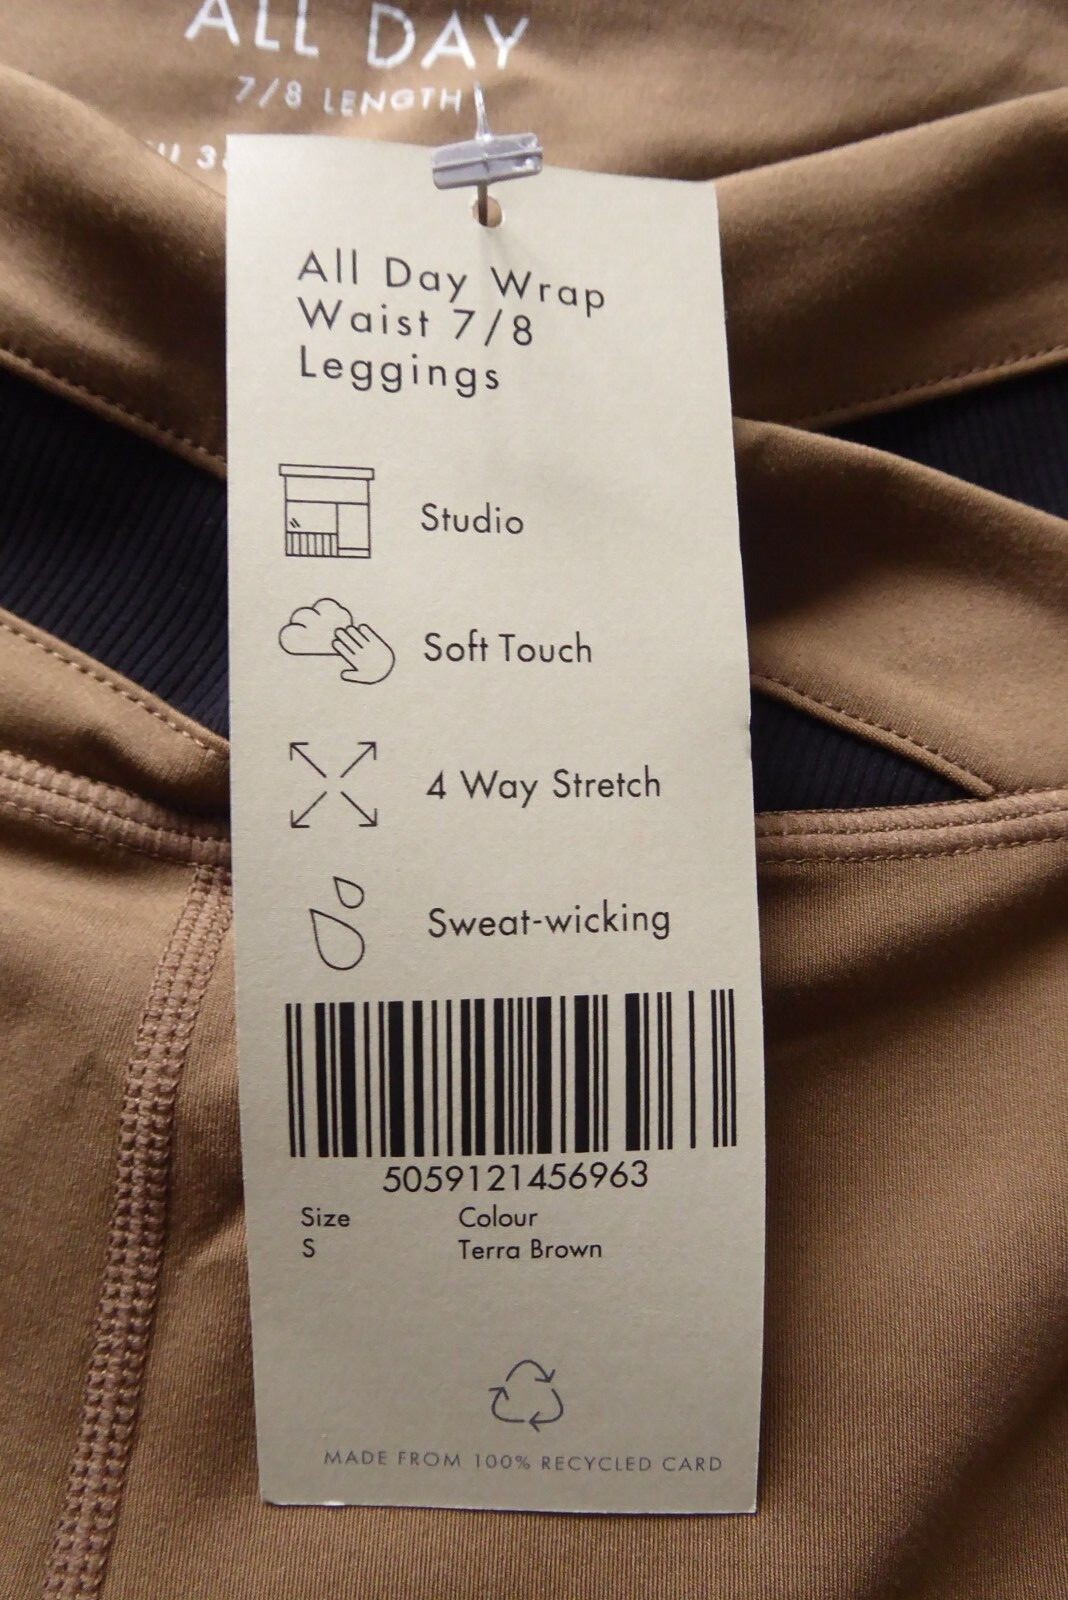 ALL DAY
7/8 LENGTH
All Day Wrap
Waist 7/8
Leggings
Studio
Soft Touch
4 Way Stretch
Sweat-wicking
5059121456963
Size Colour
S Terra Brown
MADE FROM 100% RECYCLED CARD